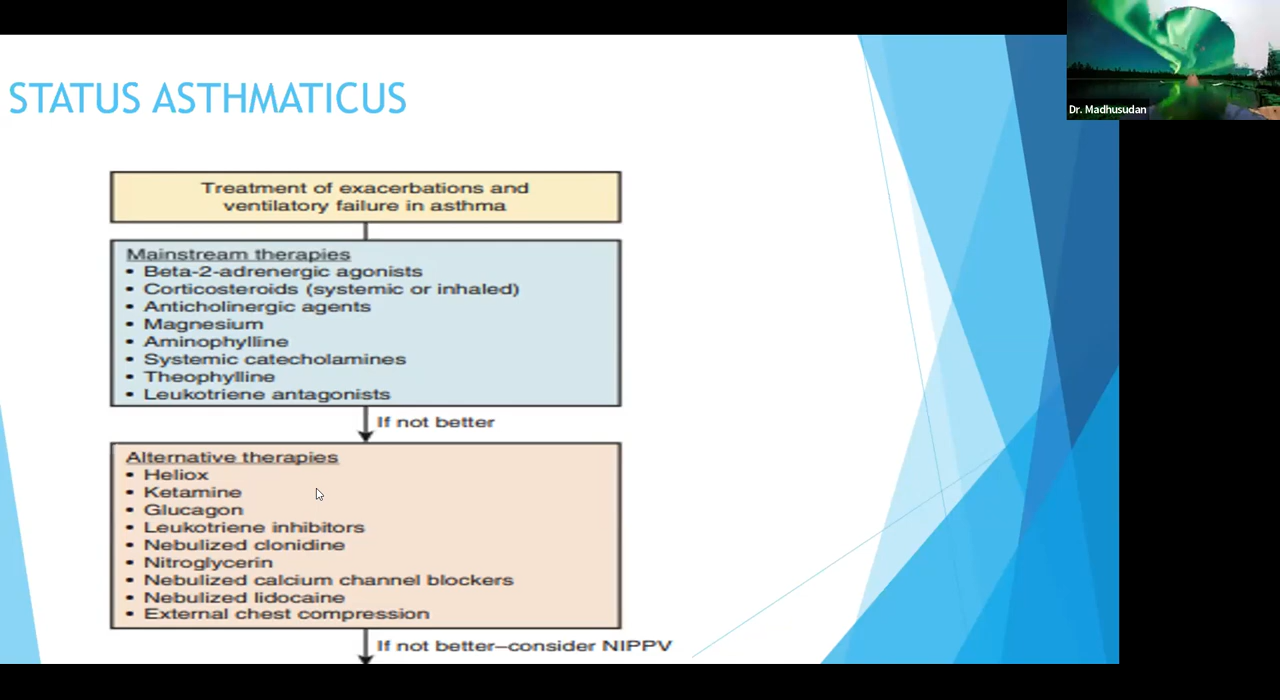 STATUS ASTHMATICUS
Dr. Madhusudan
Treatment of exacerbations and
ventilatory failure in asthma
Mainstream therapies
• Beta-2-adrenergic agonists
• Corticosteroids (systemic or inhaled)
• Anticholinergic agents
• Magnesium
• Aminophylline
• Systemic catecholamines
• Theophylline
• Leukotriene antagonists
If not better
Alternative therapies
• Heliox
• Ketamine
• Glucagon
• Leukotriene inhibitors
• Nebulized clonidine
• Nitroglycerin
• Nebulized calcium channel blockers
• Nebulized lidocaine
• External chest compression
If not better–consider NIPPV